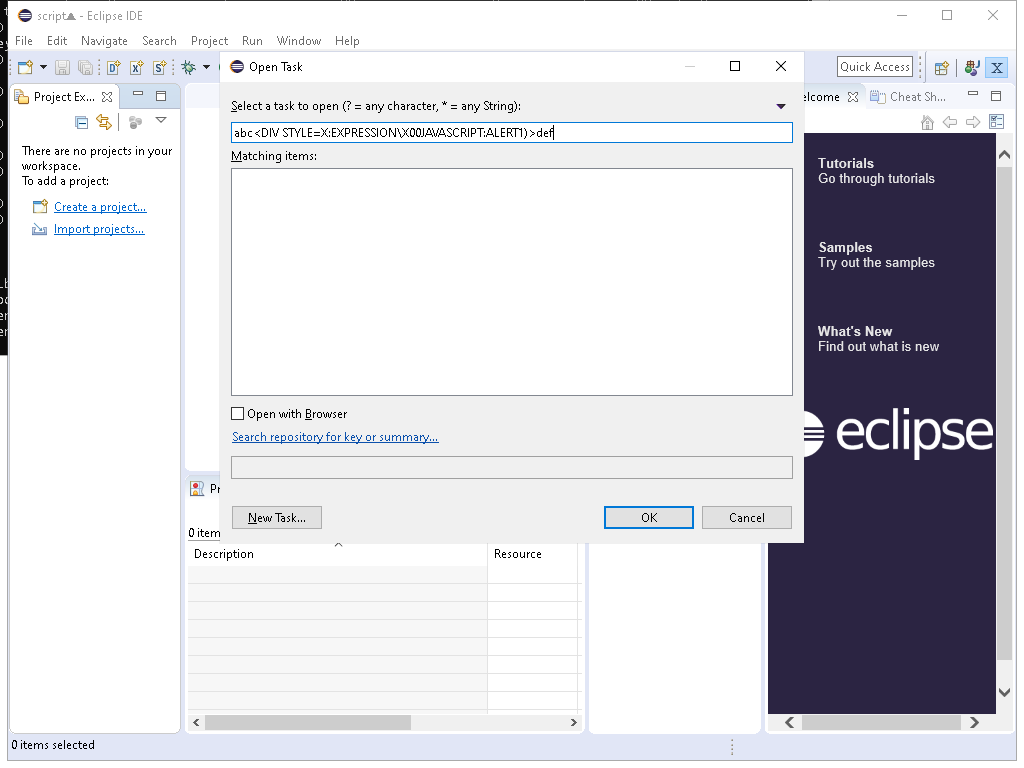 script▲ - Eclipse IDE
File Edit Navigate Search Project Run Window Help
Quick Access
Open Task
Project Ex...
elcome
Cheat Sh...
Select a task to open (? = any character, * = any String):
abc<DIV STYLE=X:EXPRESSION\X00JAVASCRIPT:ALERT1)>def
Matching items:
There are no projects in your
workspace.
To add a project:
Create a project...
Import projects...
Tutorials
Go through tutorials
Samples
Try out the samples
What's New
Find out what is new
eclipse
Open with Browser
Search repository for key or summary...
Pr
New Task...
OK
Cancel
0 item
Description
Resource
0 items selected